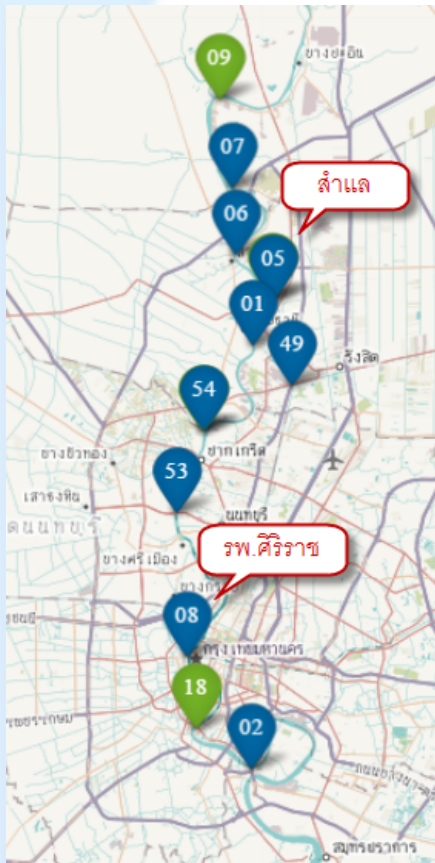 09
บางปะอิน
07
สำแล
06
05
01
49
รังสิต
54
บางบัวทอง
ปากเกร็ด
53
เสาธงหิน
นนทบุรี
บางศรีเมือง
รพ.ศิริราช
08
กรุงเทพมหานคร
18
02
สมุทรปราการ